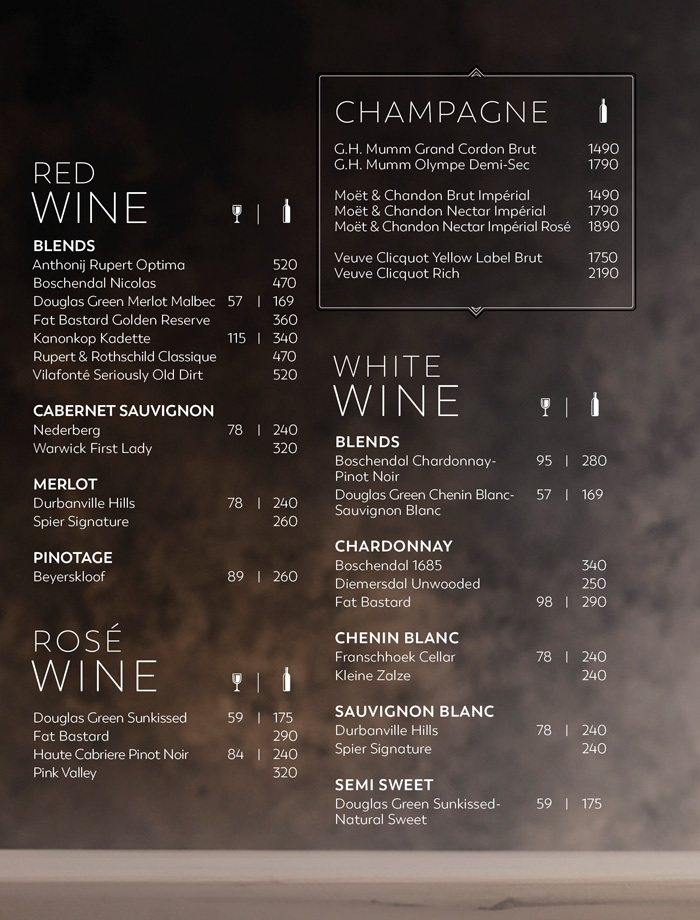 RED
WINE
BLENDS
Anthonij Rupert Optima 520
Boschendal Nicolas 470
Douglas Green Merlot Malbec 57 | 169
Fat Bastard Golden Reserve 360
Kanonkop Kadette 115 | 340
Rupert & Rothschild Classique 470
Vilafonté Seriously Old Dirt 520
CABERNET SAUVIGNON
Nederberg 78 | 240
Warwick First Lady 320
MERLOT
Durbanville Hills 78 | 240
Spier Signature 260
PINOTAGE
Beyerskloof 89 | 260
ROSÉ
WINE
Douglas Green Sunkissed 59 | 175
Fat Bastard 290
Haute Cabriere Pinot Noir 84 | 240
Pink Valley 320
CHAMPAGNE
G.H. Mumm Grand Cordon Brut 1490
G.H. Mumm Olympe Demi-Sec 1790
Moët & Chandon Brut Impérial 1490
Moët & Chandon Nectar Impérial 1790
Moët & Chandon Nectar Impérial Rosé 1890
Veuve Clicquot Yellow Label Brut 1750
Veuve Clicquot Rich 2190
WHITE
WINE
BLENDS
Boschendal Chardonnay- 95 | 280
Pinot Noir
Douglas Green Chenin Blanc- 57 | 169
Sauvignon Blanc
CHARDONNAY
Boschendal 1685 340
Diemersdal Unwooded 250
Fat Bastard 98 | 290
CHENIN BLANC
Franschhoek Cellar 78 | 240
Kleine Zalze 240
SAUVIGNON BLANC
Durbanville Hills 78 | 240
Spier Signature 240
SEMI SWEET
Douglas Green Sunkissed- 59 | 175
Natural Sweet